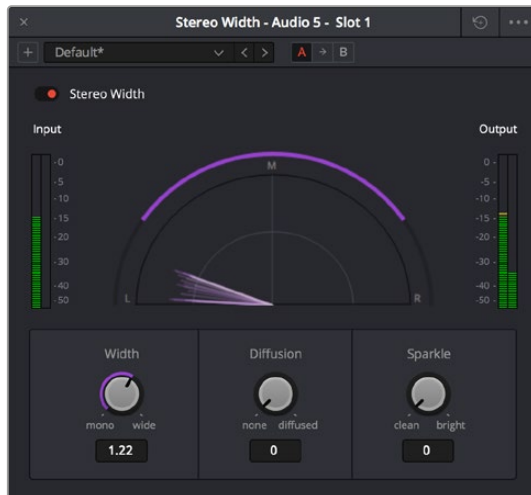 Stereo Width - Audio 5 - Slot 1
Default*
A
B
Stereo Width
Input
Output
M
-0
-5
-10
-15
-20
-30
-40
-50
0-
-5-
-10-
-15-
-20-
-30-
-40-
-50-
L
R
Width
Diffusion
Sparkle
mono wide
none diffused
clean bright
1.22
0
0